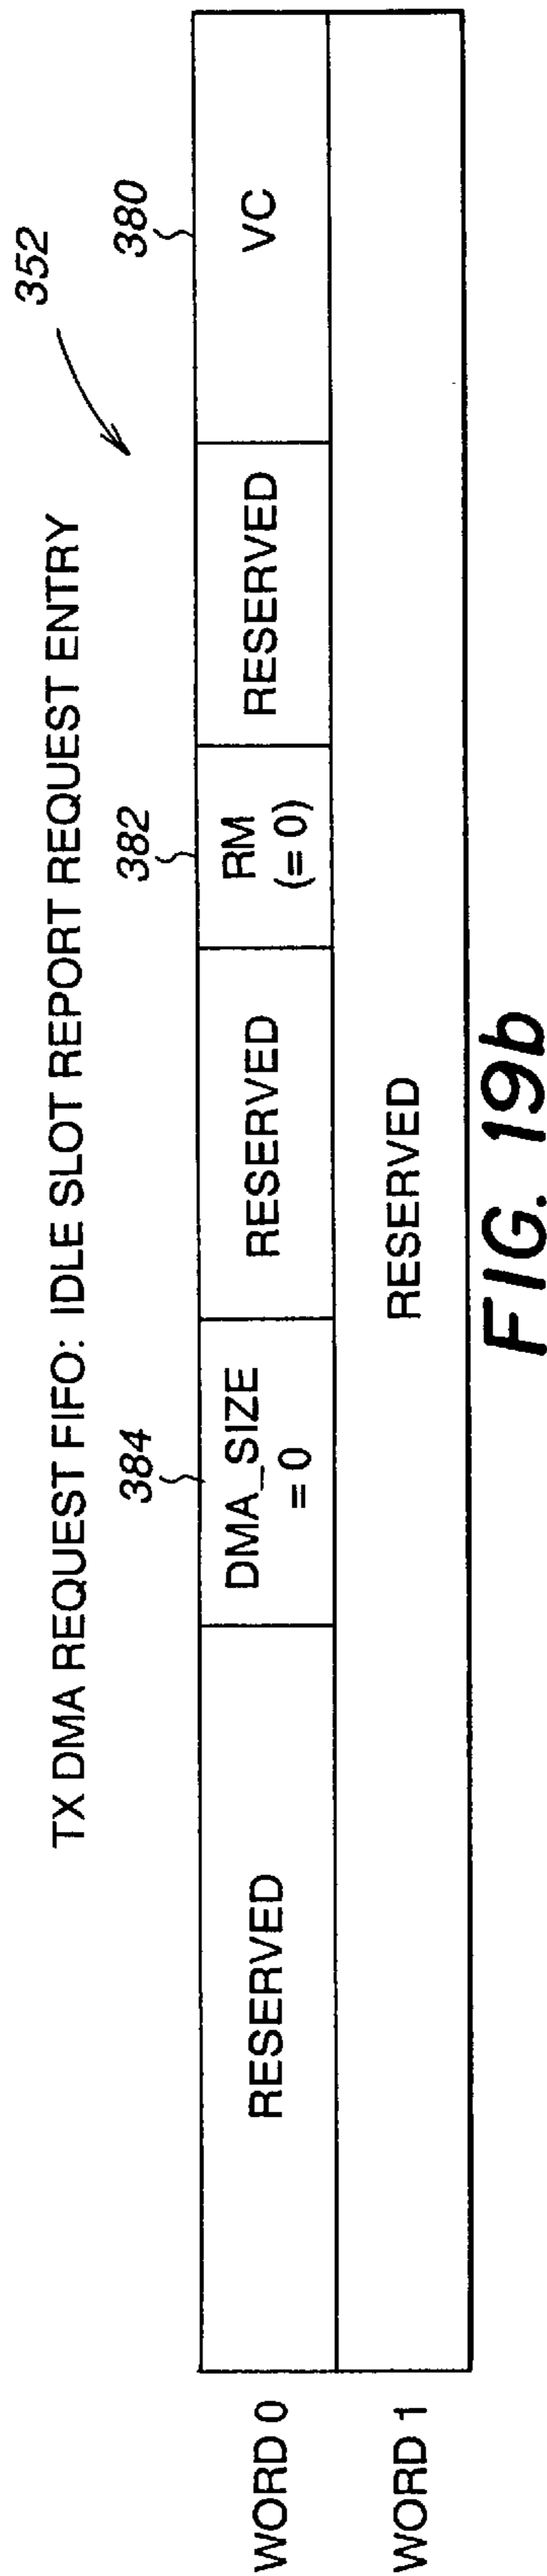 TX DMA REQUEST FIFO: IDLE SLOT REPORT REQUEST ENTRY
352
384
382
380
WORD 0
RESERVED
DMA_SIZE
= 0
RESERVED
RM
(= 0)
RESERVED
VC
WORD 1
RESERVED
FIG. 19b